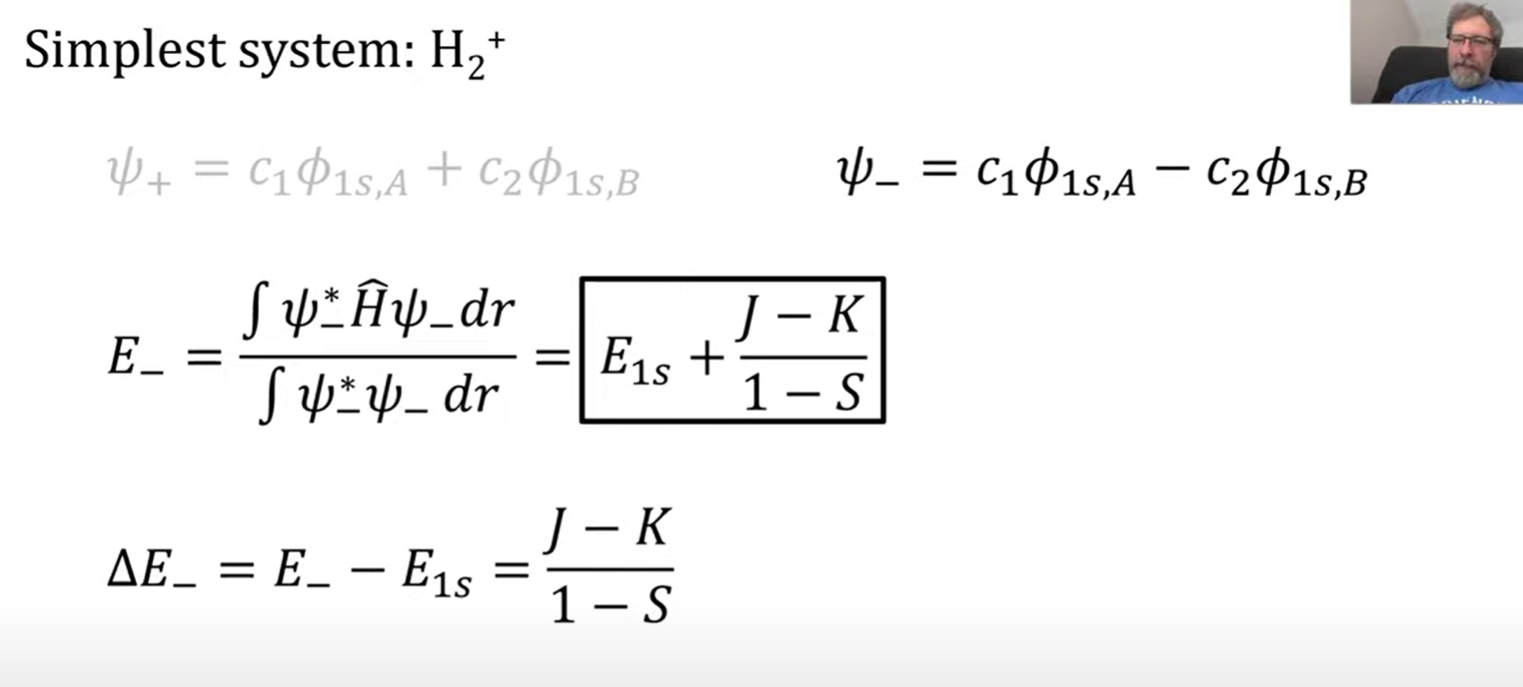 Simplest system: H₂⁺
ψ₊ = c₁ϕ₁ₛ,A + c₂ϕ₁ₛ,B
ψ₋ = c₁ϕ₁ₛ,A − c₂ϕ₁ₛ,B
E₋ = ∫ψ₋*Ĥψ₋dr / ∫ψ₋*ψ₋ dr = E₁ₛ + (J − K)/(1 − S)
ΔE₋ = E₋ − E₁ₛ = (J − K)/(1 − S)